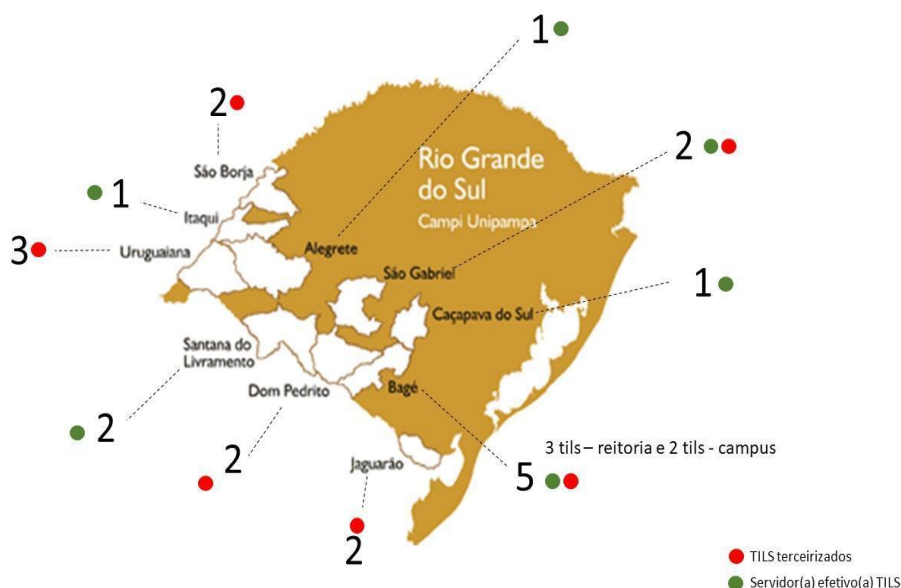 1
2
2
São Borja
Rio Grande
do Sul
Campi Unipampa
1
Itaqui
3
Uruguaiana
Alegrete
São Gabriel
1
Caçapava do Sul
Santana do
Livramento
Dom Pedrito
Bagé
2
2
Jaguarão
3 tils – reitoria e 2 tils - campus
5
2
TILS terceirizados
Servidor(a) efetivo(a) TILS